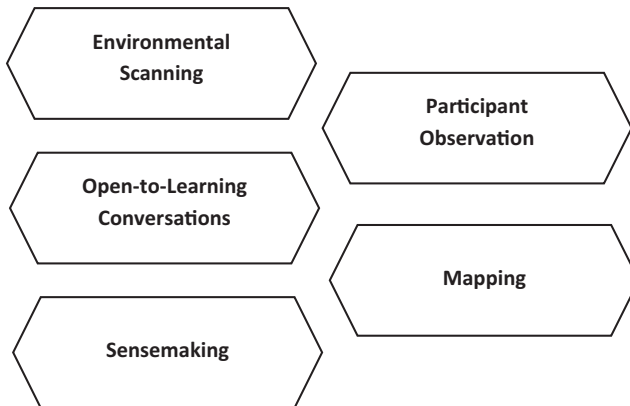 Environmental
Scanning
Participant
Observation
Open-to-Learning
Conversations
Mapping
Sensemaking